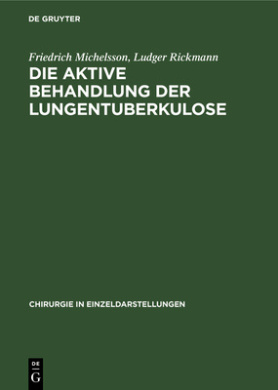 DE GRUYTER
Friedrich Michelsson, Ludger Rickmann
DIE AKTIVE
BEHANDLUNG DER
LUNGENTUBERKULOSE
CHIRURGIE IN EINZELDARSTELLUNGEN
DE
G